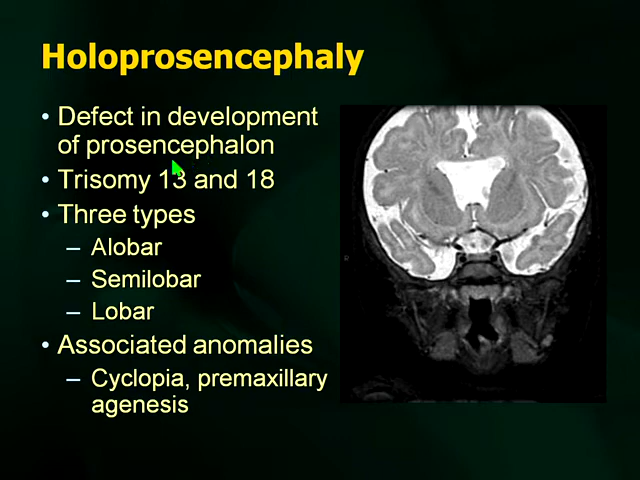 Holoprosencephaly
• Defect in development
of prosencephalon
• Trisomy 13 and 18
• Three types
– Alobar
– Semilobar
– Lobar
• Associated anomalies
– Cyclopia, premaxillary
agenesis
R